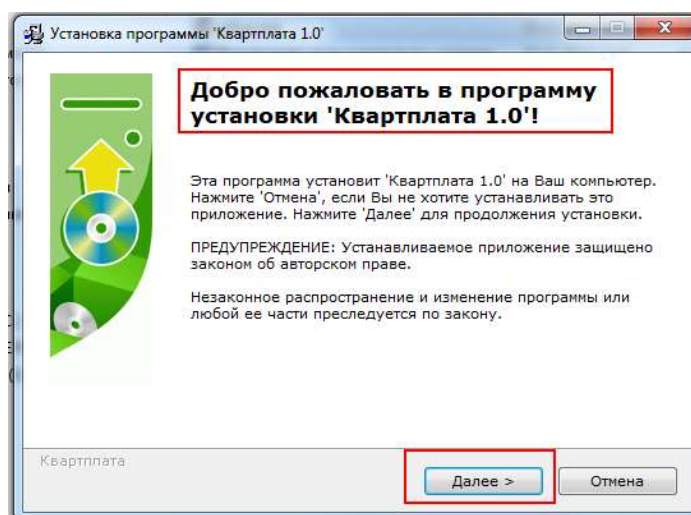 Установка программы 'Квартплата 1.0'
Добро пожаловать в программу
установки 'Квартплата 1.0'!
Эта программа установит 'Квартплата 1.0' на Ваш компьютер.
Нажмите 'Отмена', если Вы не хотите устанавливать это
приложение. Нажмите 'Далее' для продолжения установки.
ПРЕДУПРЕЖДЕНИЕ: Устанавливаемое приложение защищено
законом об авторском праве.
Незаконное распространение и изменение программы или
любой ее части преследуется по закону.
Квартплата
Далее >
Отмена